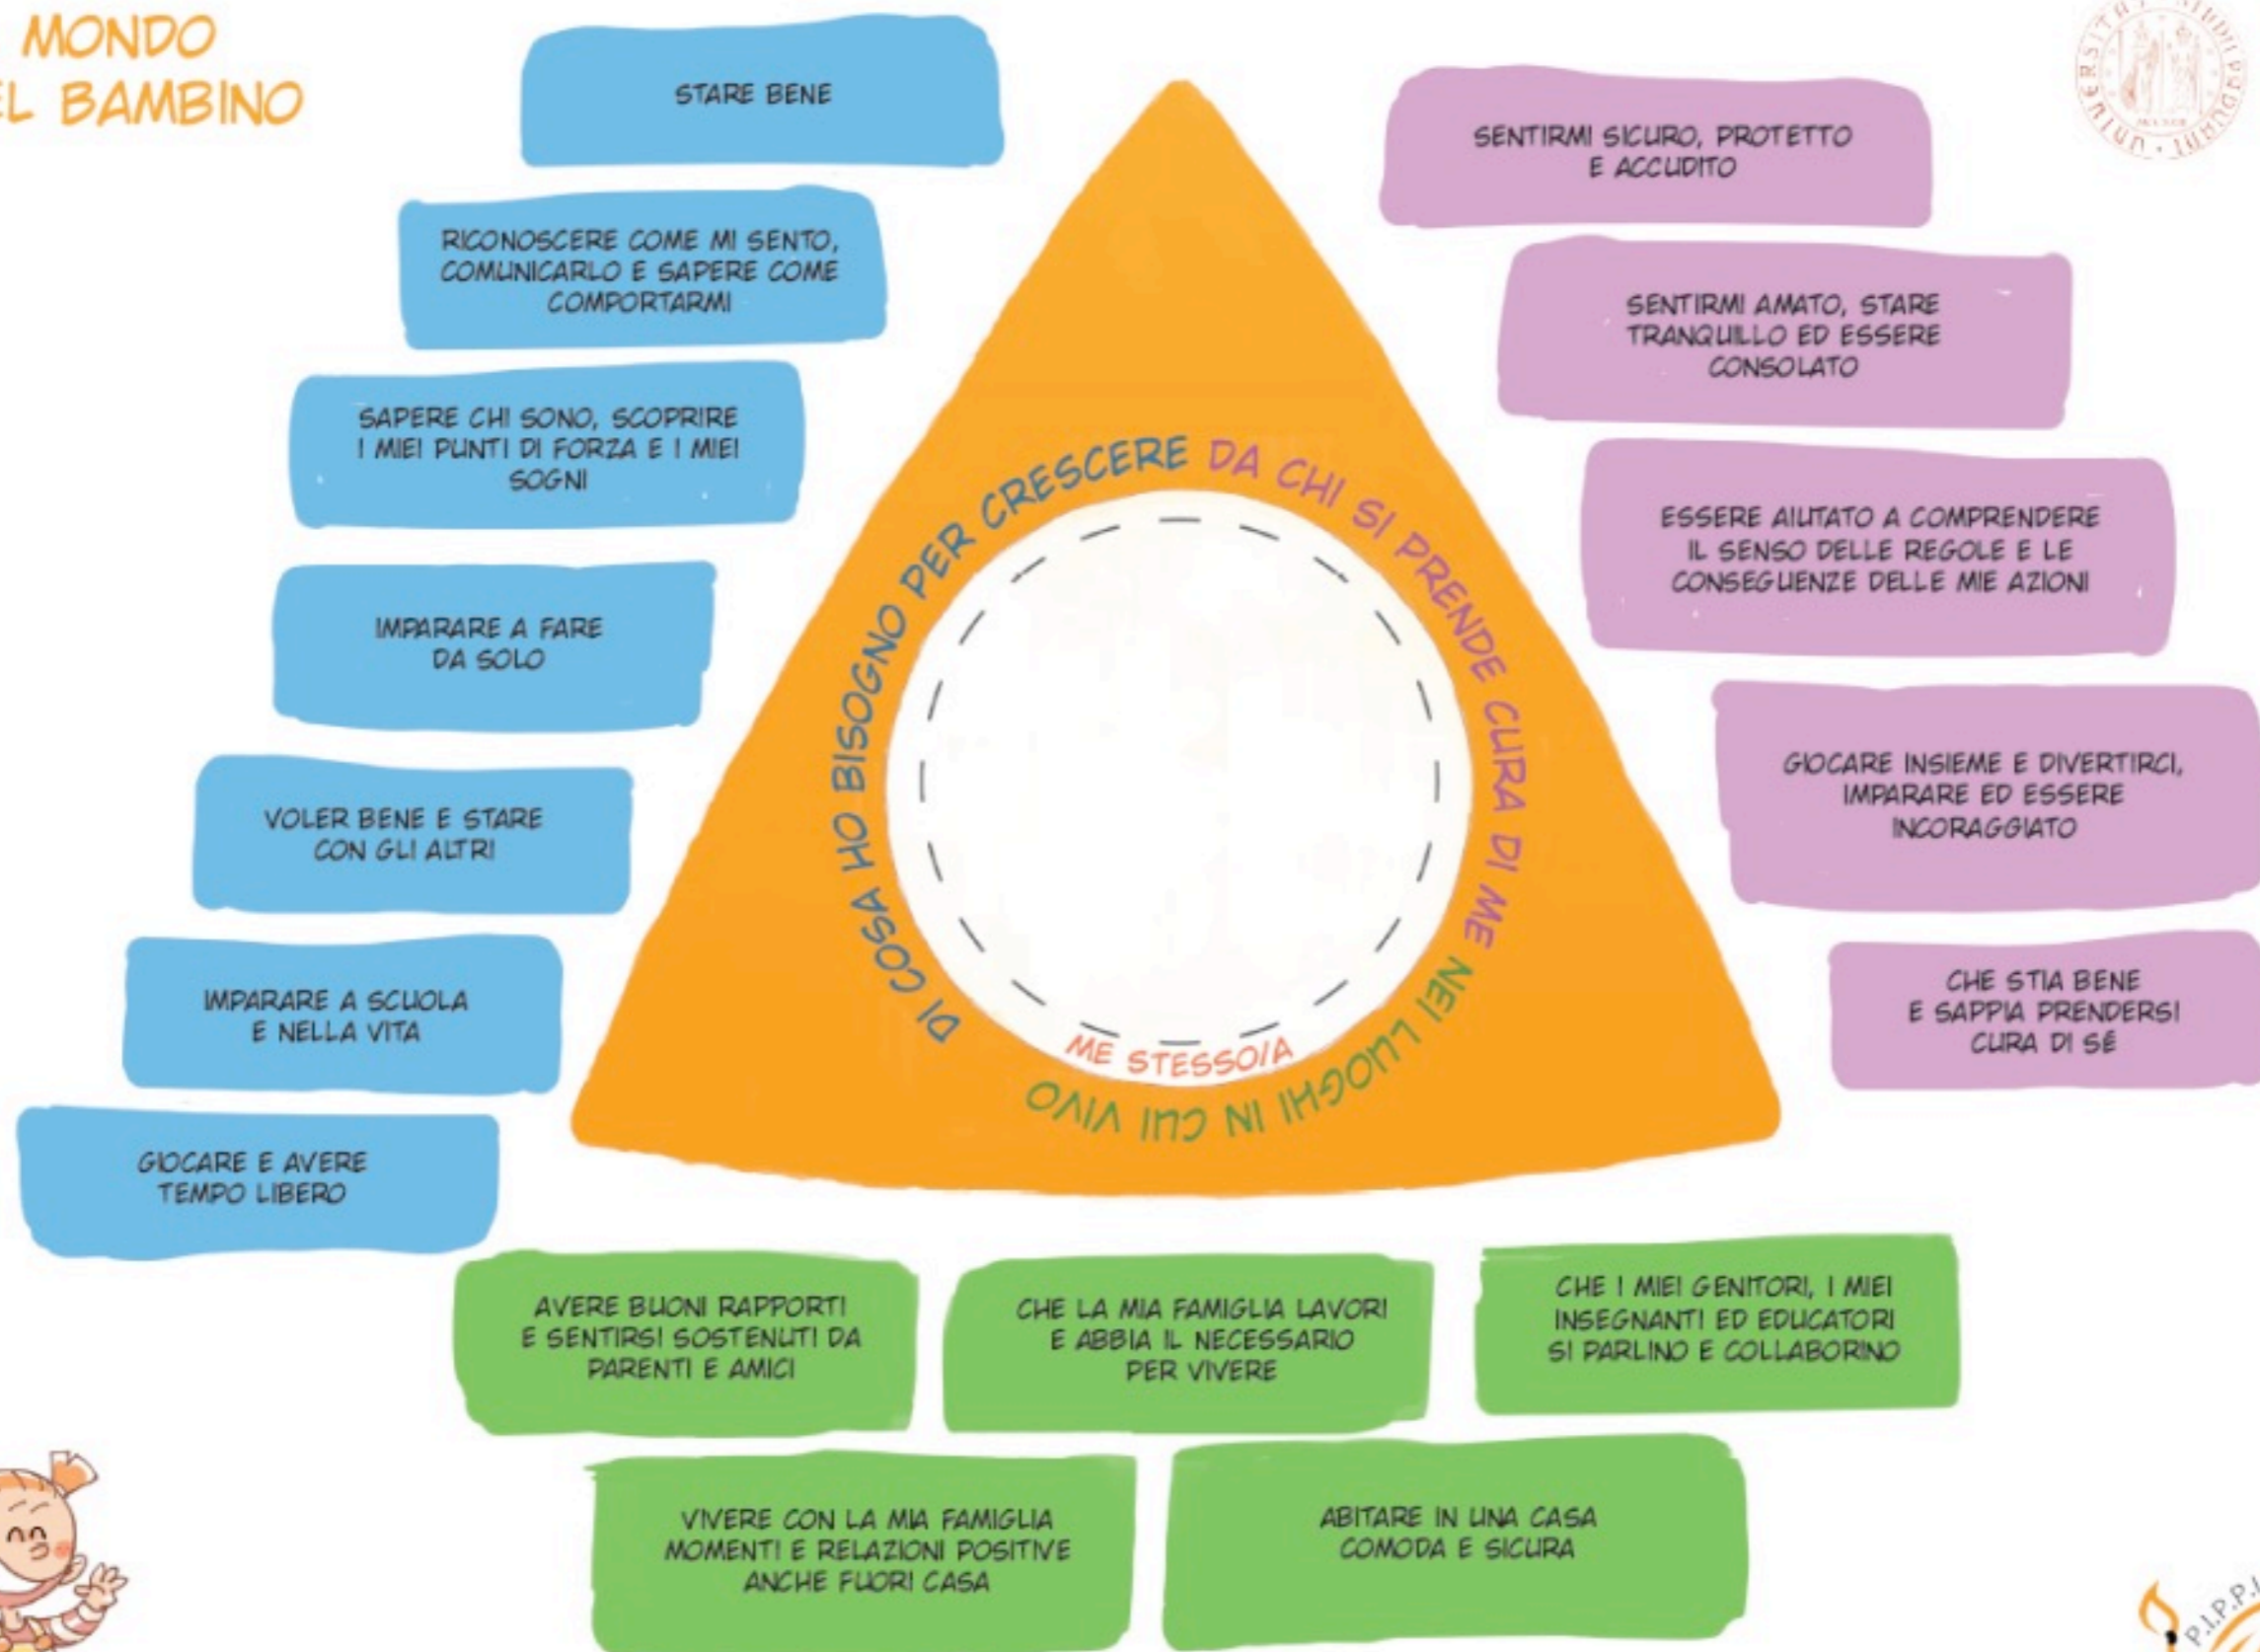 MONDO
EL BAMBINO
STARE BENE
RICONOSCERE COME MI SENTO,
COMUNICARLO E SAPERE COME
COMPORTARMI
SAPERE CHI SONO, SCOPRIRE
I MIEI PUNTI DI FORZA E I MIEI
SOGNI
IMPARARE A FARE
DA SOLO
VOLER BENE E STARE
CON GLI ALTRI
IMPARARE A SCUOLA
E NELLA VITA
GIOCARE E AVERE
TEMPO LIBERO
DI COSA HO BISOGNO PER CRESCERE
DA CHI SI PRENDE CURA DI ME
NEI LUOGHI IN CUI VIVO
ME STESSO/A
SENTIRMI SICURO, PROTETTO
E ACCUDITO
SENTIRMI AMATO, STARE
TRANQUILLO ED ESSERE
CONSOLATO
ESSERE AIUTATO A COMPRENDERE
IL SENSO DELLE REGOLE E LE
CONSEGUENZE DELLE MIE AZIONI
GIOCARE INSIEME E DIVERTIRCI,
IMPARARE ED ESSERE
INCORAGGIATO
CHE STIA BENE
E SAPPIA PRENDERSI
CURA DI SÉ
AVERE BUONI RAPPORTI
E SENTIRSI SOSTENUTI DA
PARENTI E AMICI
CHE LA MIA FAMIGLIA LAVORI
E ABBIA IL NECESSARIO
PER VIVERE
CHE I MIEI GENITORI, I MIEI
INSEGNANTI ED EDUCATORI
SI PARLINO E COLLABORINO
VIVERE CON LA MIA FAMIGLIA
MOMENTI E RELAZIONI POSITIVE
ANCHE FUORI CASA
ABITARE IN UNA CASA
COMODA E SICURA
P.I.P.P.I